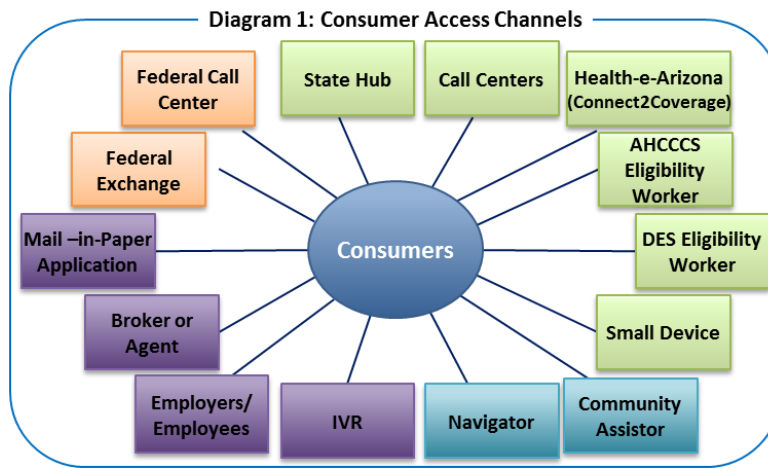 Diagram 1: Consumer Access Channels
Federal Call
Center
State Hub
Call Centers
Health-e-Arizona
(Connect2Coverage)
Federal
Exchange
AHCCCS
Eligibility
Worker
Mail –in-Paper
Application
Consumers
DES Eligibility
Worker
Broker or
Agent
Small Device
Employers/
Employees
IVR
Navigator
Community
Assistor